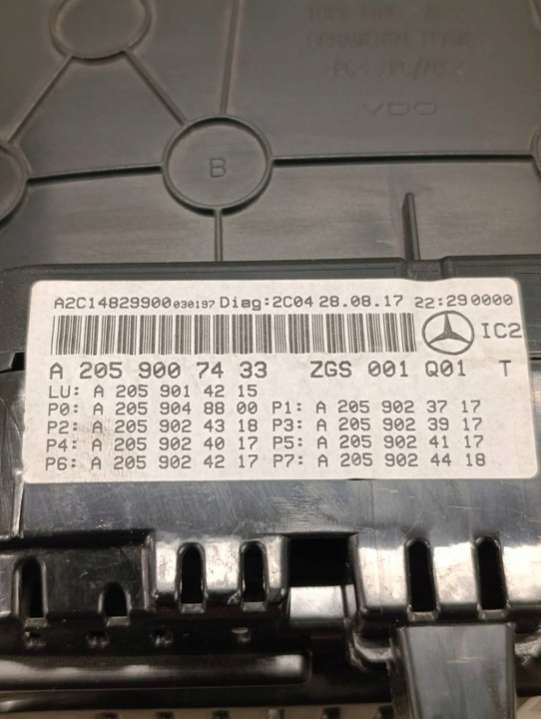 VDO
B
A2C14829900030197 Diag:2C04 28.08.17 22:290000
IC2
A 205 900 74 33 ZGS 001 Q01 T
LU: A 205 901 42 15
P0: A 205 904 88 00 P1: A 205 902 37 17
P2: A 205 902 43 18 P3: A 205 902 39 17
P4: A 205 902 40 17 P5: A 205 902 41 17
P6: A 205 902 42 17 P7: A 205 902 44 18